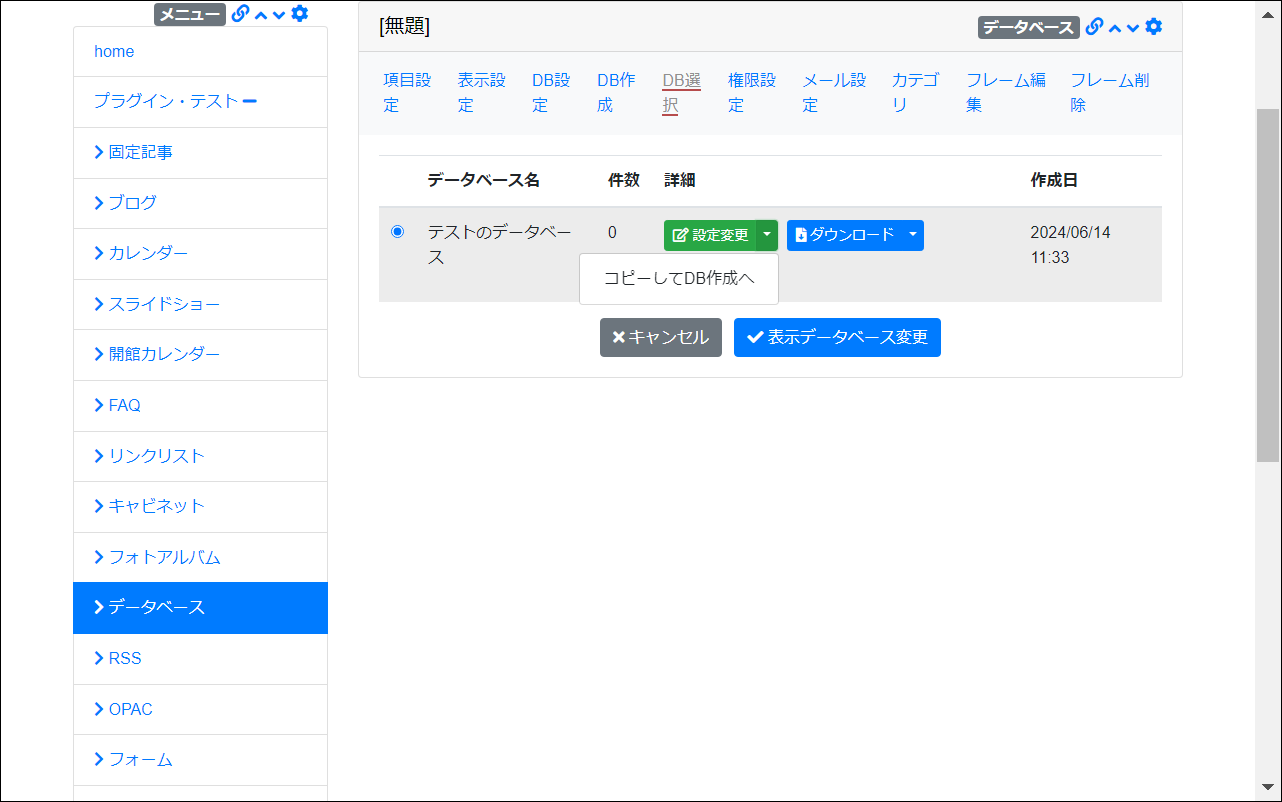 メニュー
home
プラグイン・テスト
固定記事
ブログ
カレンダー
スライドショー
開館カレンダー
FAQ
リンクリスト
キャビネット
フォトアルバム
データベース
RSS
OPAC
フォーム
[無題]
データベース
項目設定
表示設定
DB設定
DB作成
DB選択
権限設定
メール設定
カテゴリ
フレーム編集
フレーム削除
データベース名 件数 詳細 作成日
テストのデータベース 0 設定変更 ダウンロード 2024/06/14 11:33
コピーしてDB作成へ
キャンセル 表示データベース変更